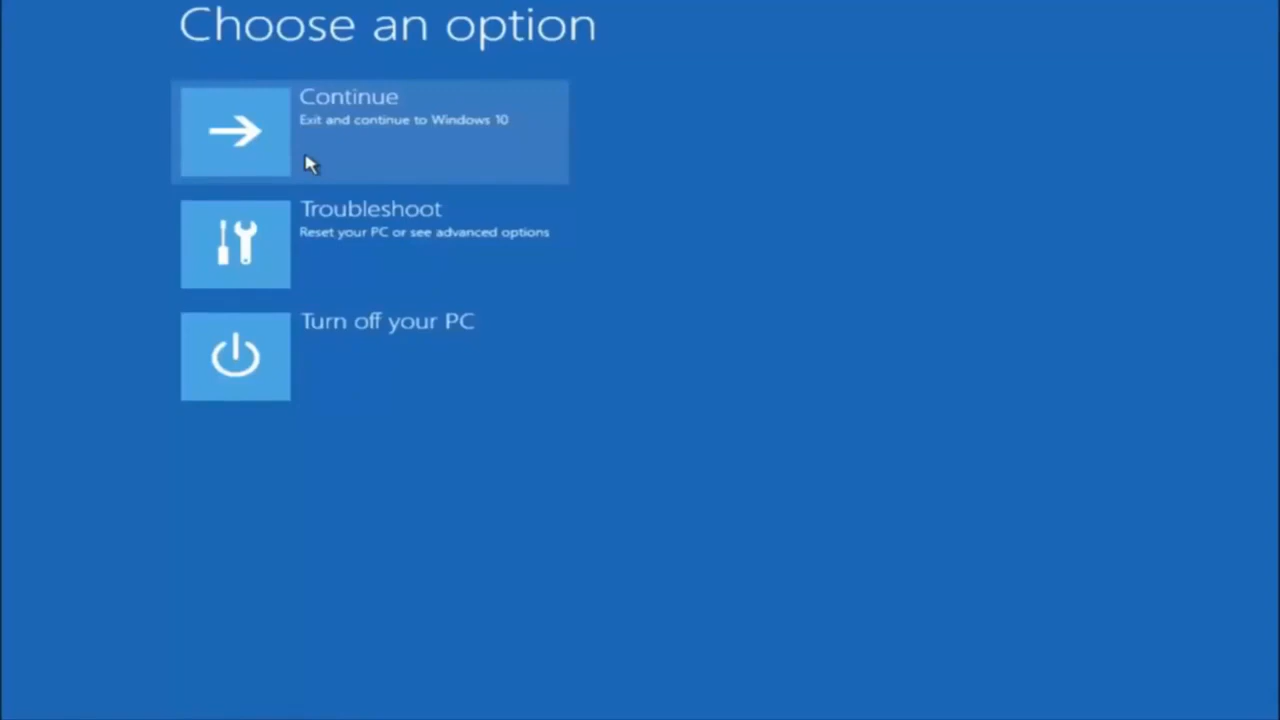 Choose an option
Continue
Exit and continue to Windows 10
Troubleshoot
Reset your PC or see advanced options
Turn off your PC